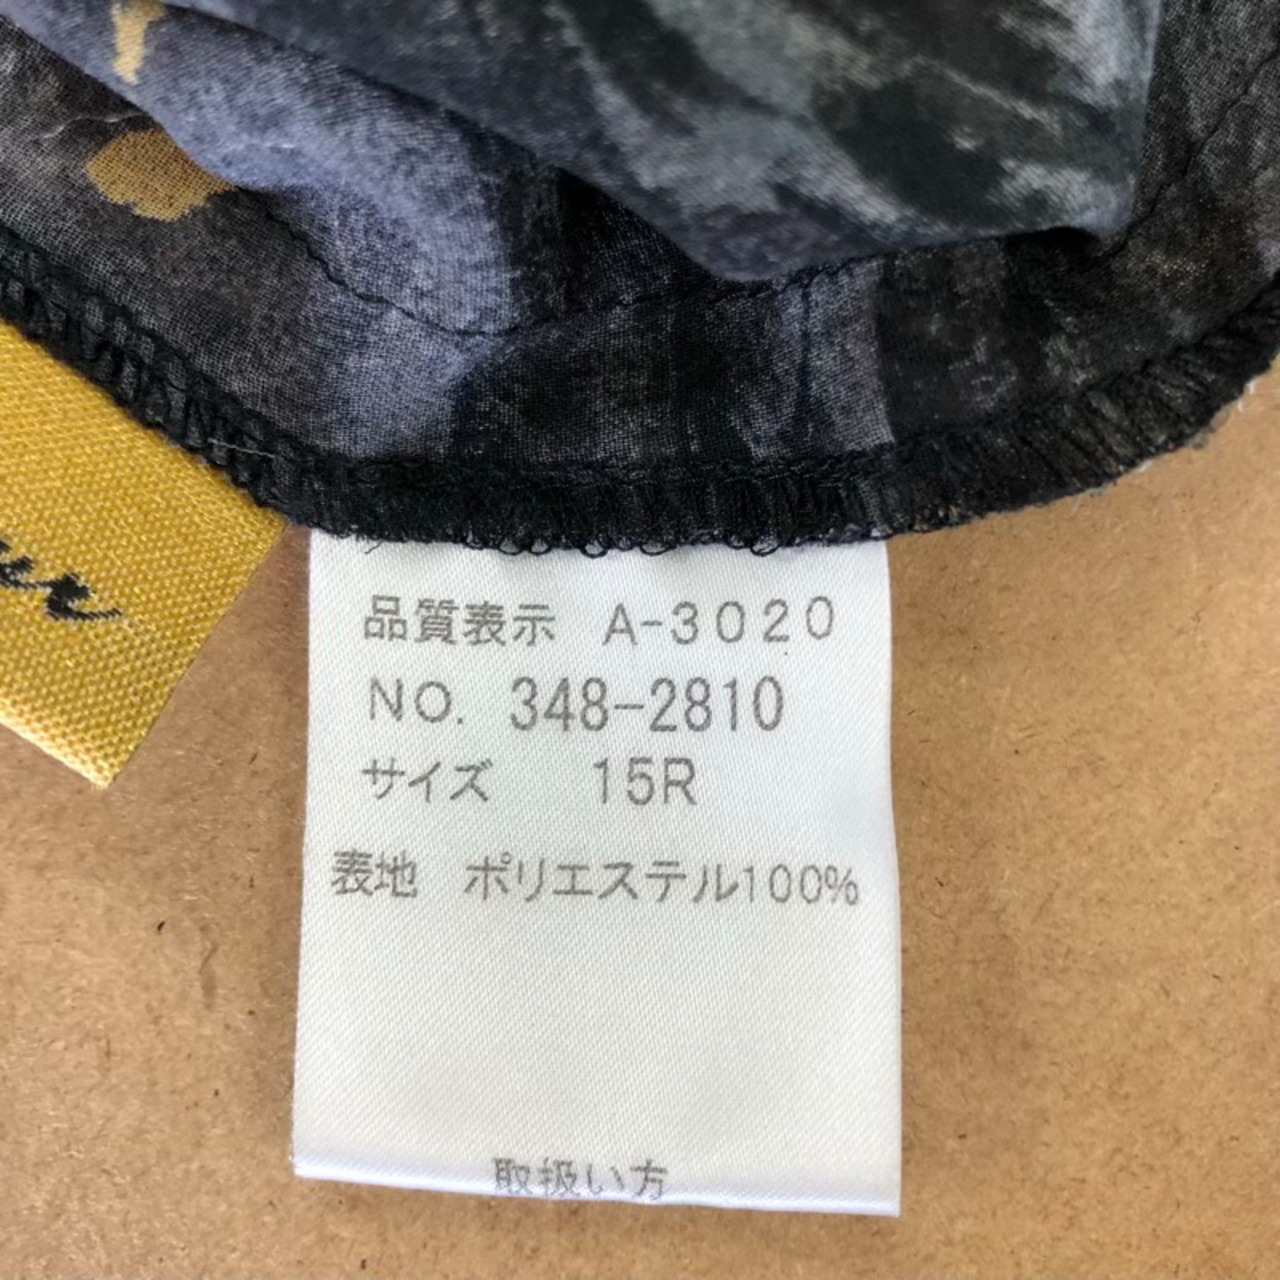 品質表示 A-3020
NO. 348-2810
サイズ 15R
表地 ポリエステル100%
取扱い方